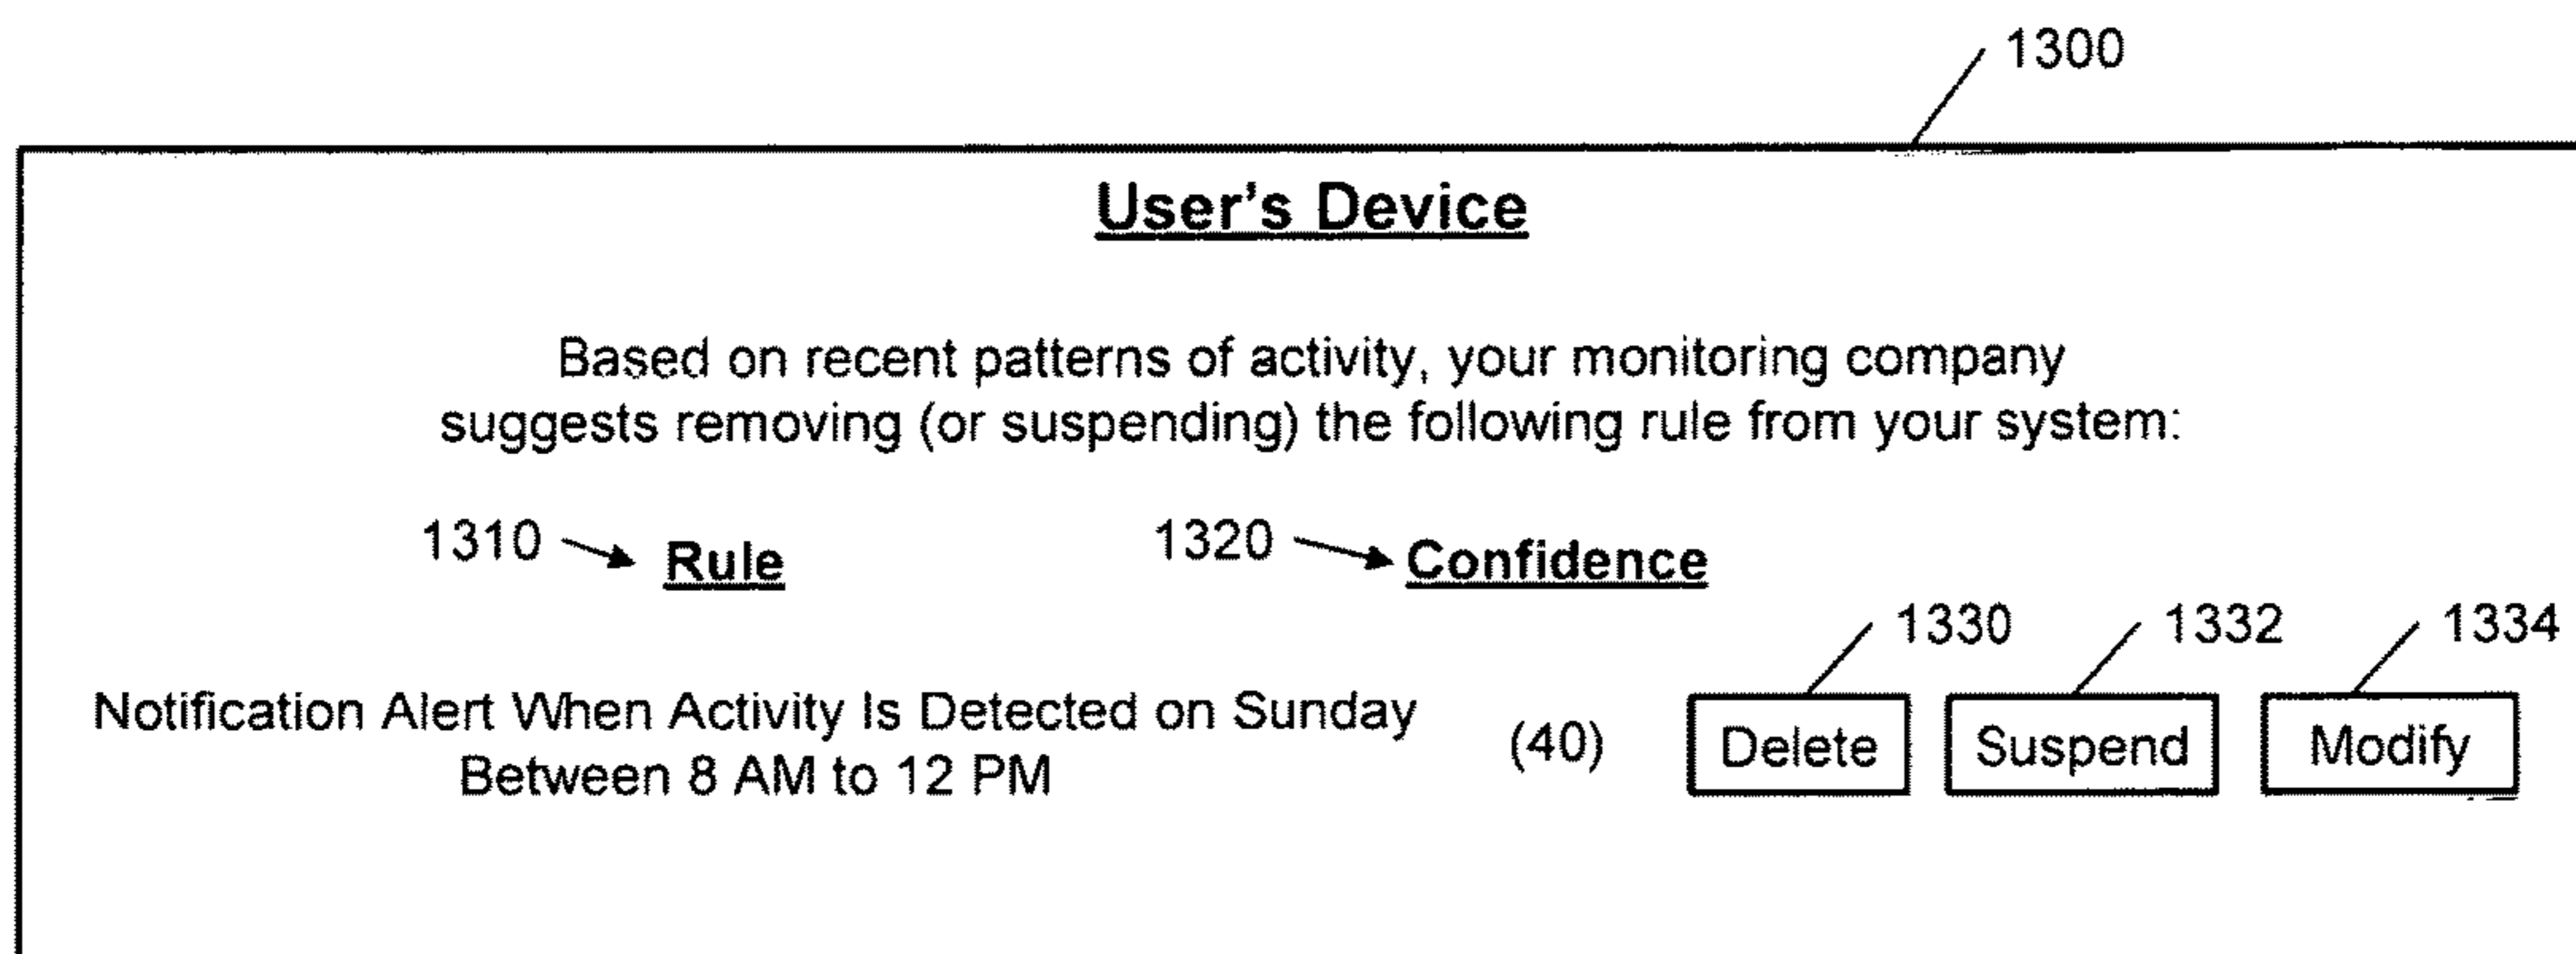 1300
User's Device
Based on recent patterns of activity, your monitoring company
suggests removing (or suspending) the following rule from your system:
1310 Rule 1320 Confidence
1330 1332 1334
Notification Alert When Activity Is Detected on Sunday
Between 8 AM to 12 PM
(40) Delete Suspend Modify